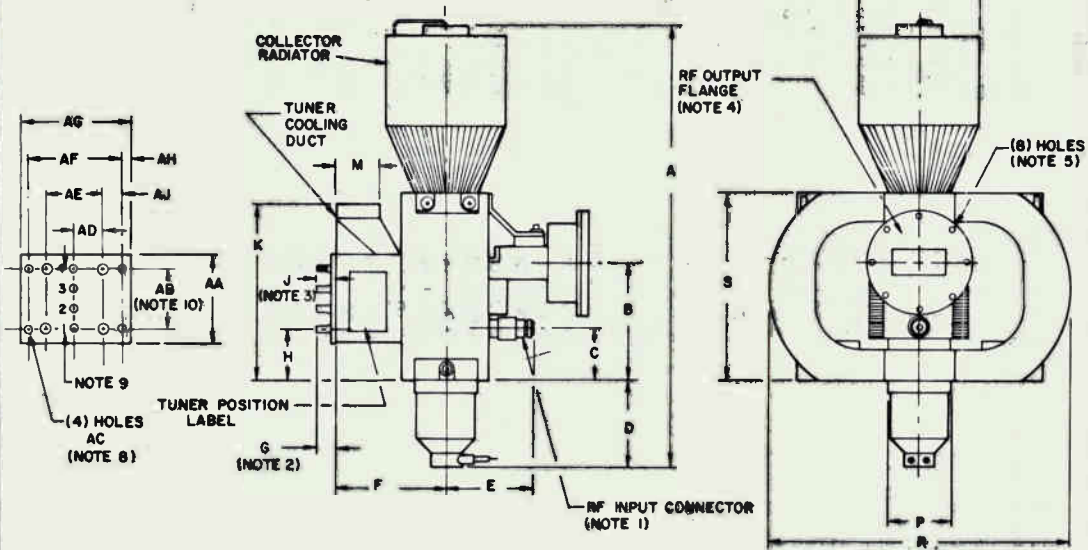 COLLECTOR
RADIATOR
TUNER
COOLING
DUCT
RF OUTPUT
FLANGE
(NOTE 4)
(8) HOLES
(NOTE 5)
AG
AF
AH
AE
AJ
AD
M
A
K
J
(NOTE 3)
AB
(NOTE 10)
AA
4
3
2
1
S
B
C
H
NOTE 9
(4) HOLES
AC
(NOTE 8)
TUNER POSITION
LABEL
G
(NOTE 2)
D
F
E
RF INPUT CONNECTOR
(NOTE 1)
P
R